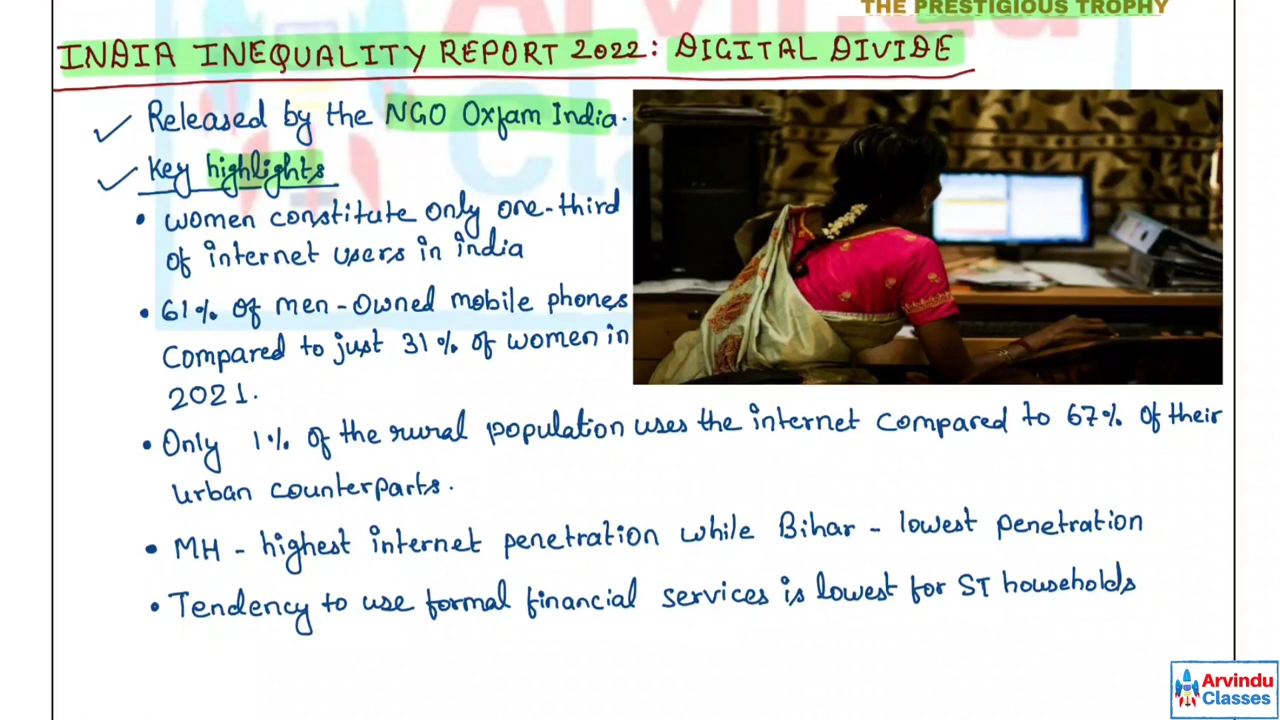 THE PRESTIGIOUS TROPHY
INDIA INEQUALITY REPORT 2022: DIGITAL DIVIDE
Released by the NGO Oxfam India.
Key highlights
• women constitute only one-third
of internet users in india
• 61% of men-owned mobile phones
Compared to just 31% of women in
2021.
• Only 1% of the rural population uses the internet compared to 67% of their
urban counterparts.
• MH - highest internet penetration while Bihar - lowest penetration
• Tendency to use formal financial services is lowest for ST households
Arvindu
Classes